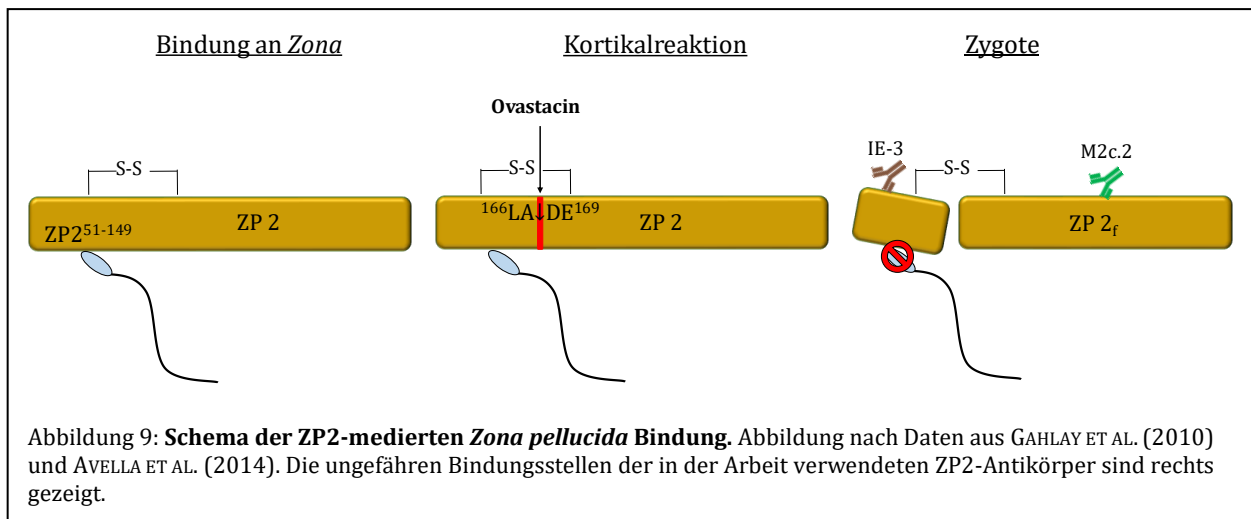 Bindung an Zona
Kortikalreaktion
Zygote
Ovastacin
S-S
S-S
IE-3
S-S
M2c.2
ZP2⁵¹⁻¹⁴⁹
ZP 2
¹⁶⁶LA↓DE¹⁶⁹
ZP 2
ZP 2f
Abbildung 9: Schema der ZP2-medierten Zona pellucida Bindung. Abbildung nach Daten aus GAHLAY ET AL. (2010)
und AVELLA ET AL. (2014). Die ungefähren Bindungsstellen der in der Arbeit verwendeten ZP2-Antikörper sind rechts
gezeigt.